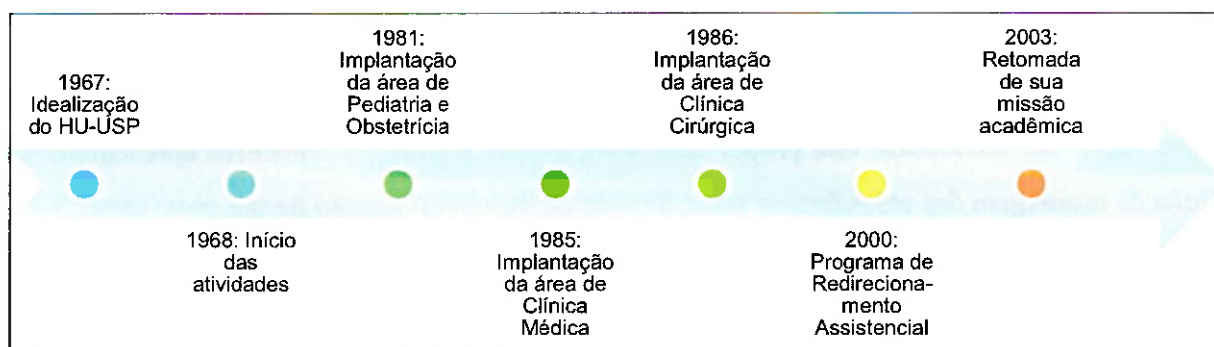 1967:
Idealização
do HU-USP
1968: Início
das
atividades
1981:
Implantação
da área de
Pediatria e
Obstetrícia
1985:
Implantação
da área de
Clínica
Médica
1986:
Implantação
da área de
Clínica
Cirúrgica
2000:
Programa de
Redireciona-
mento
Assistencial
2003:
Retomada
de sua
missão
acadêmica